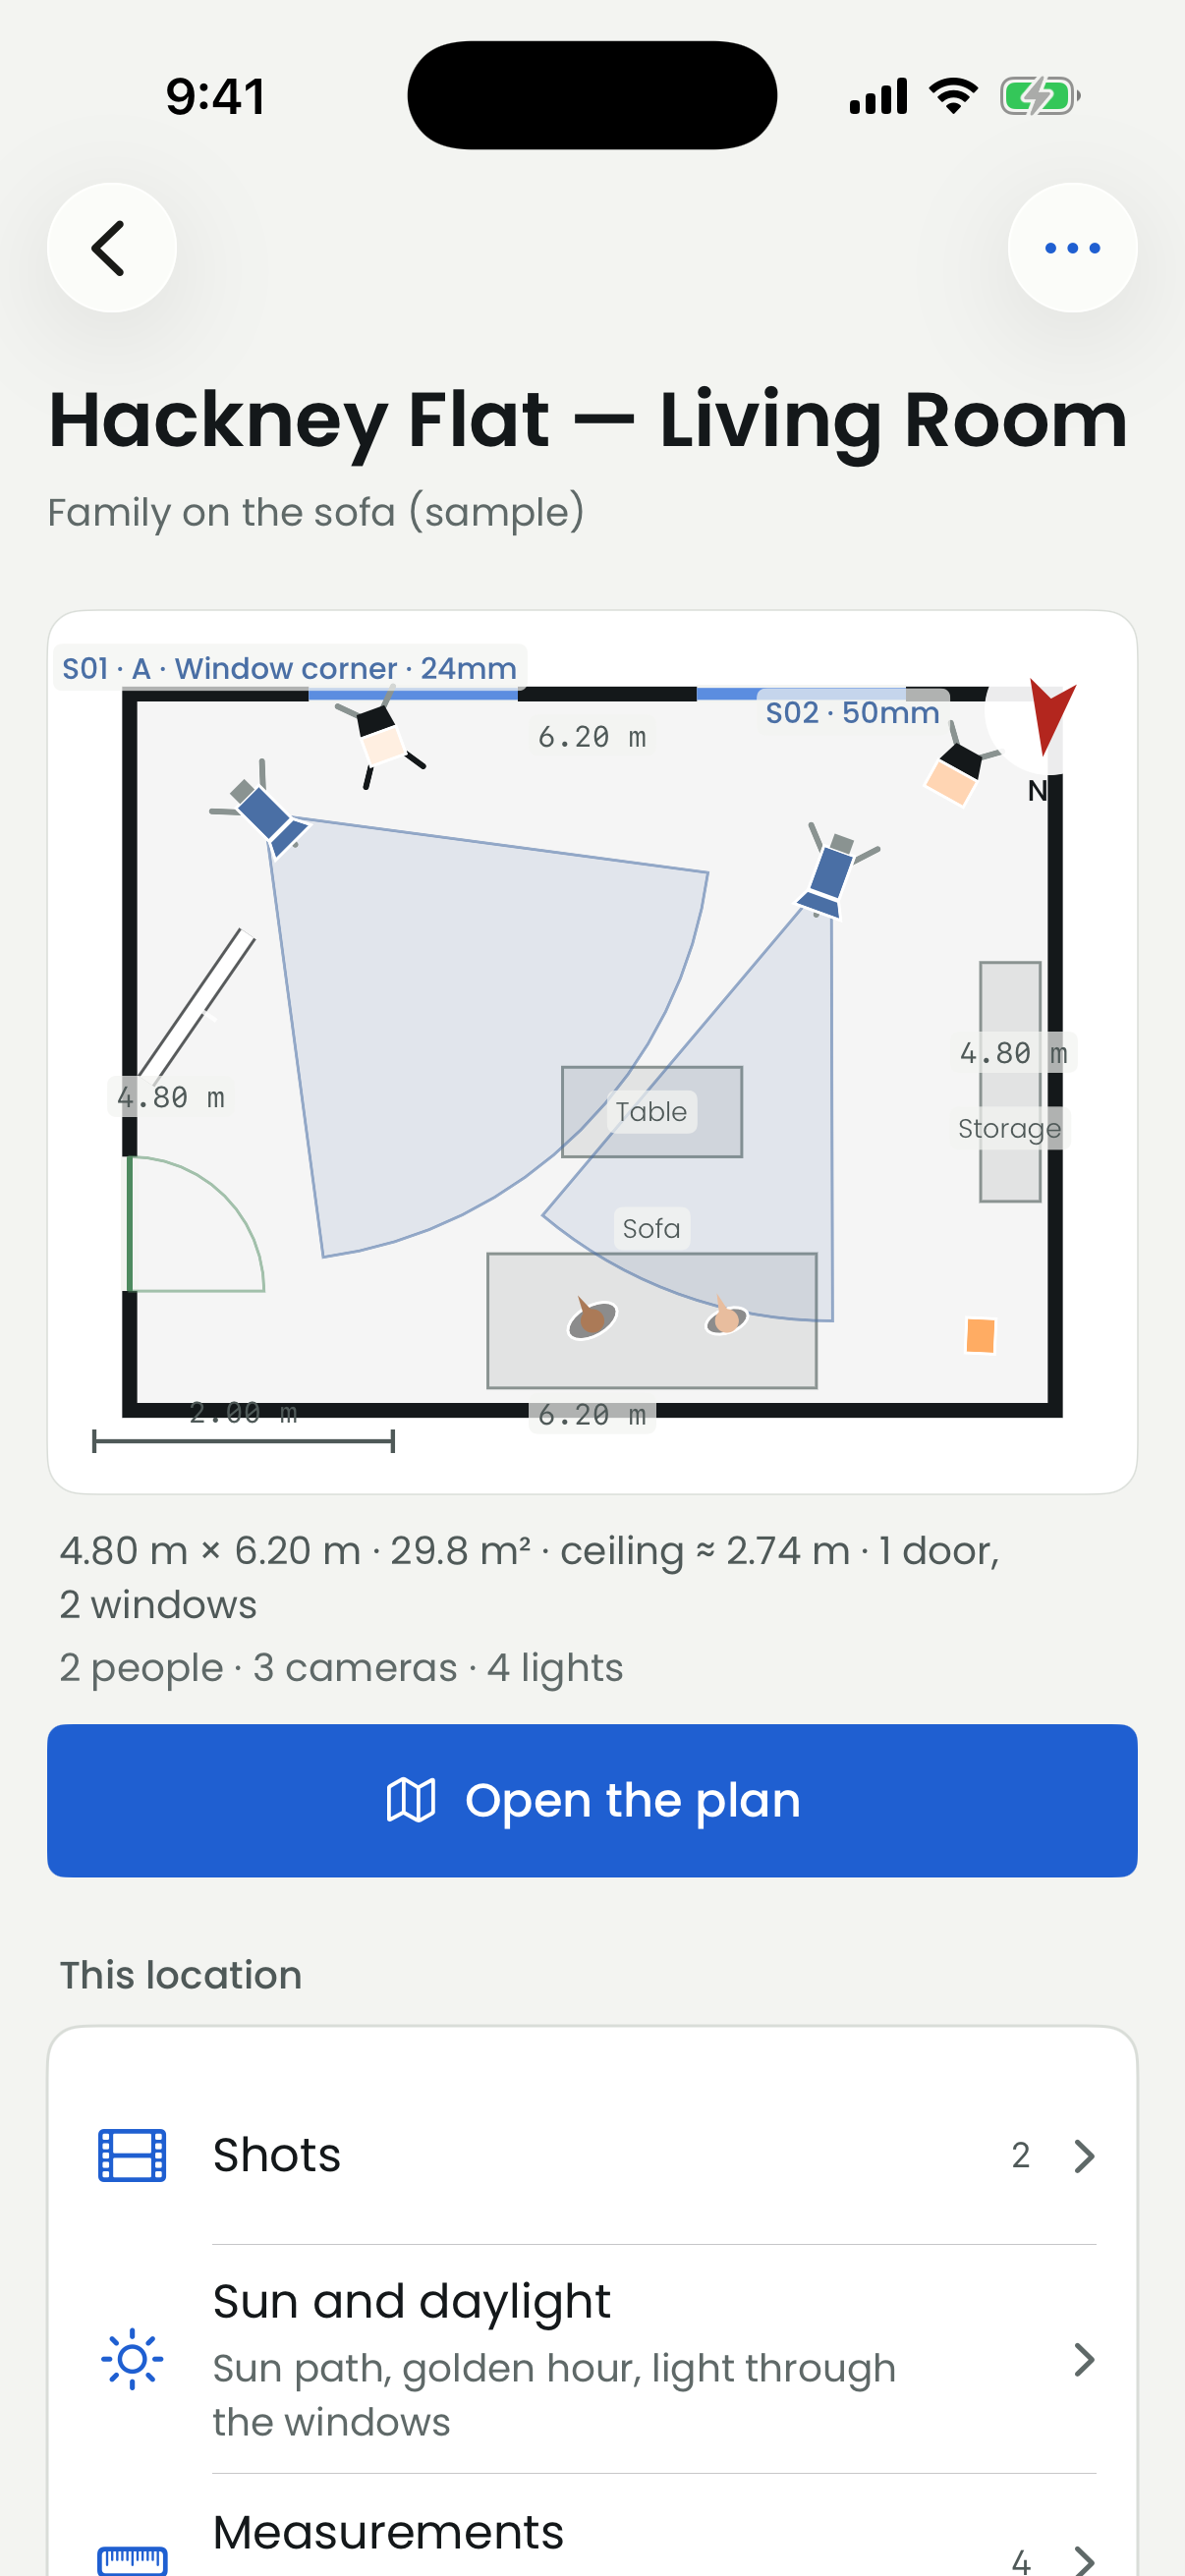 9:41
Hackney Flat — Living Room
Family on the sofa (sample)
S01 · A · Window corner · 24mm
S02 · 50mm
6.20 m
N
4.80 m
4.80 m
Table
Storage
Sofa
2.00 m
6.20 m
4.80 m × 6.20 m · 29.8 m² · ceiling ≈ 2.74 m · 1 door,
2 windows
2 people · 3 cameras · 4 lights
Open the plan
This location
Shots
2
Sun and daylight
Sun path, golden hour, light through
the windows
Measurements
4